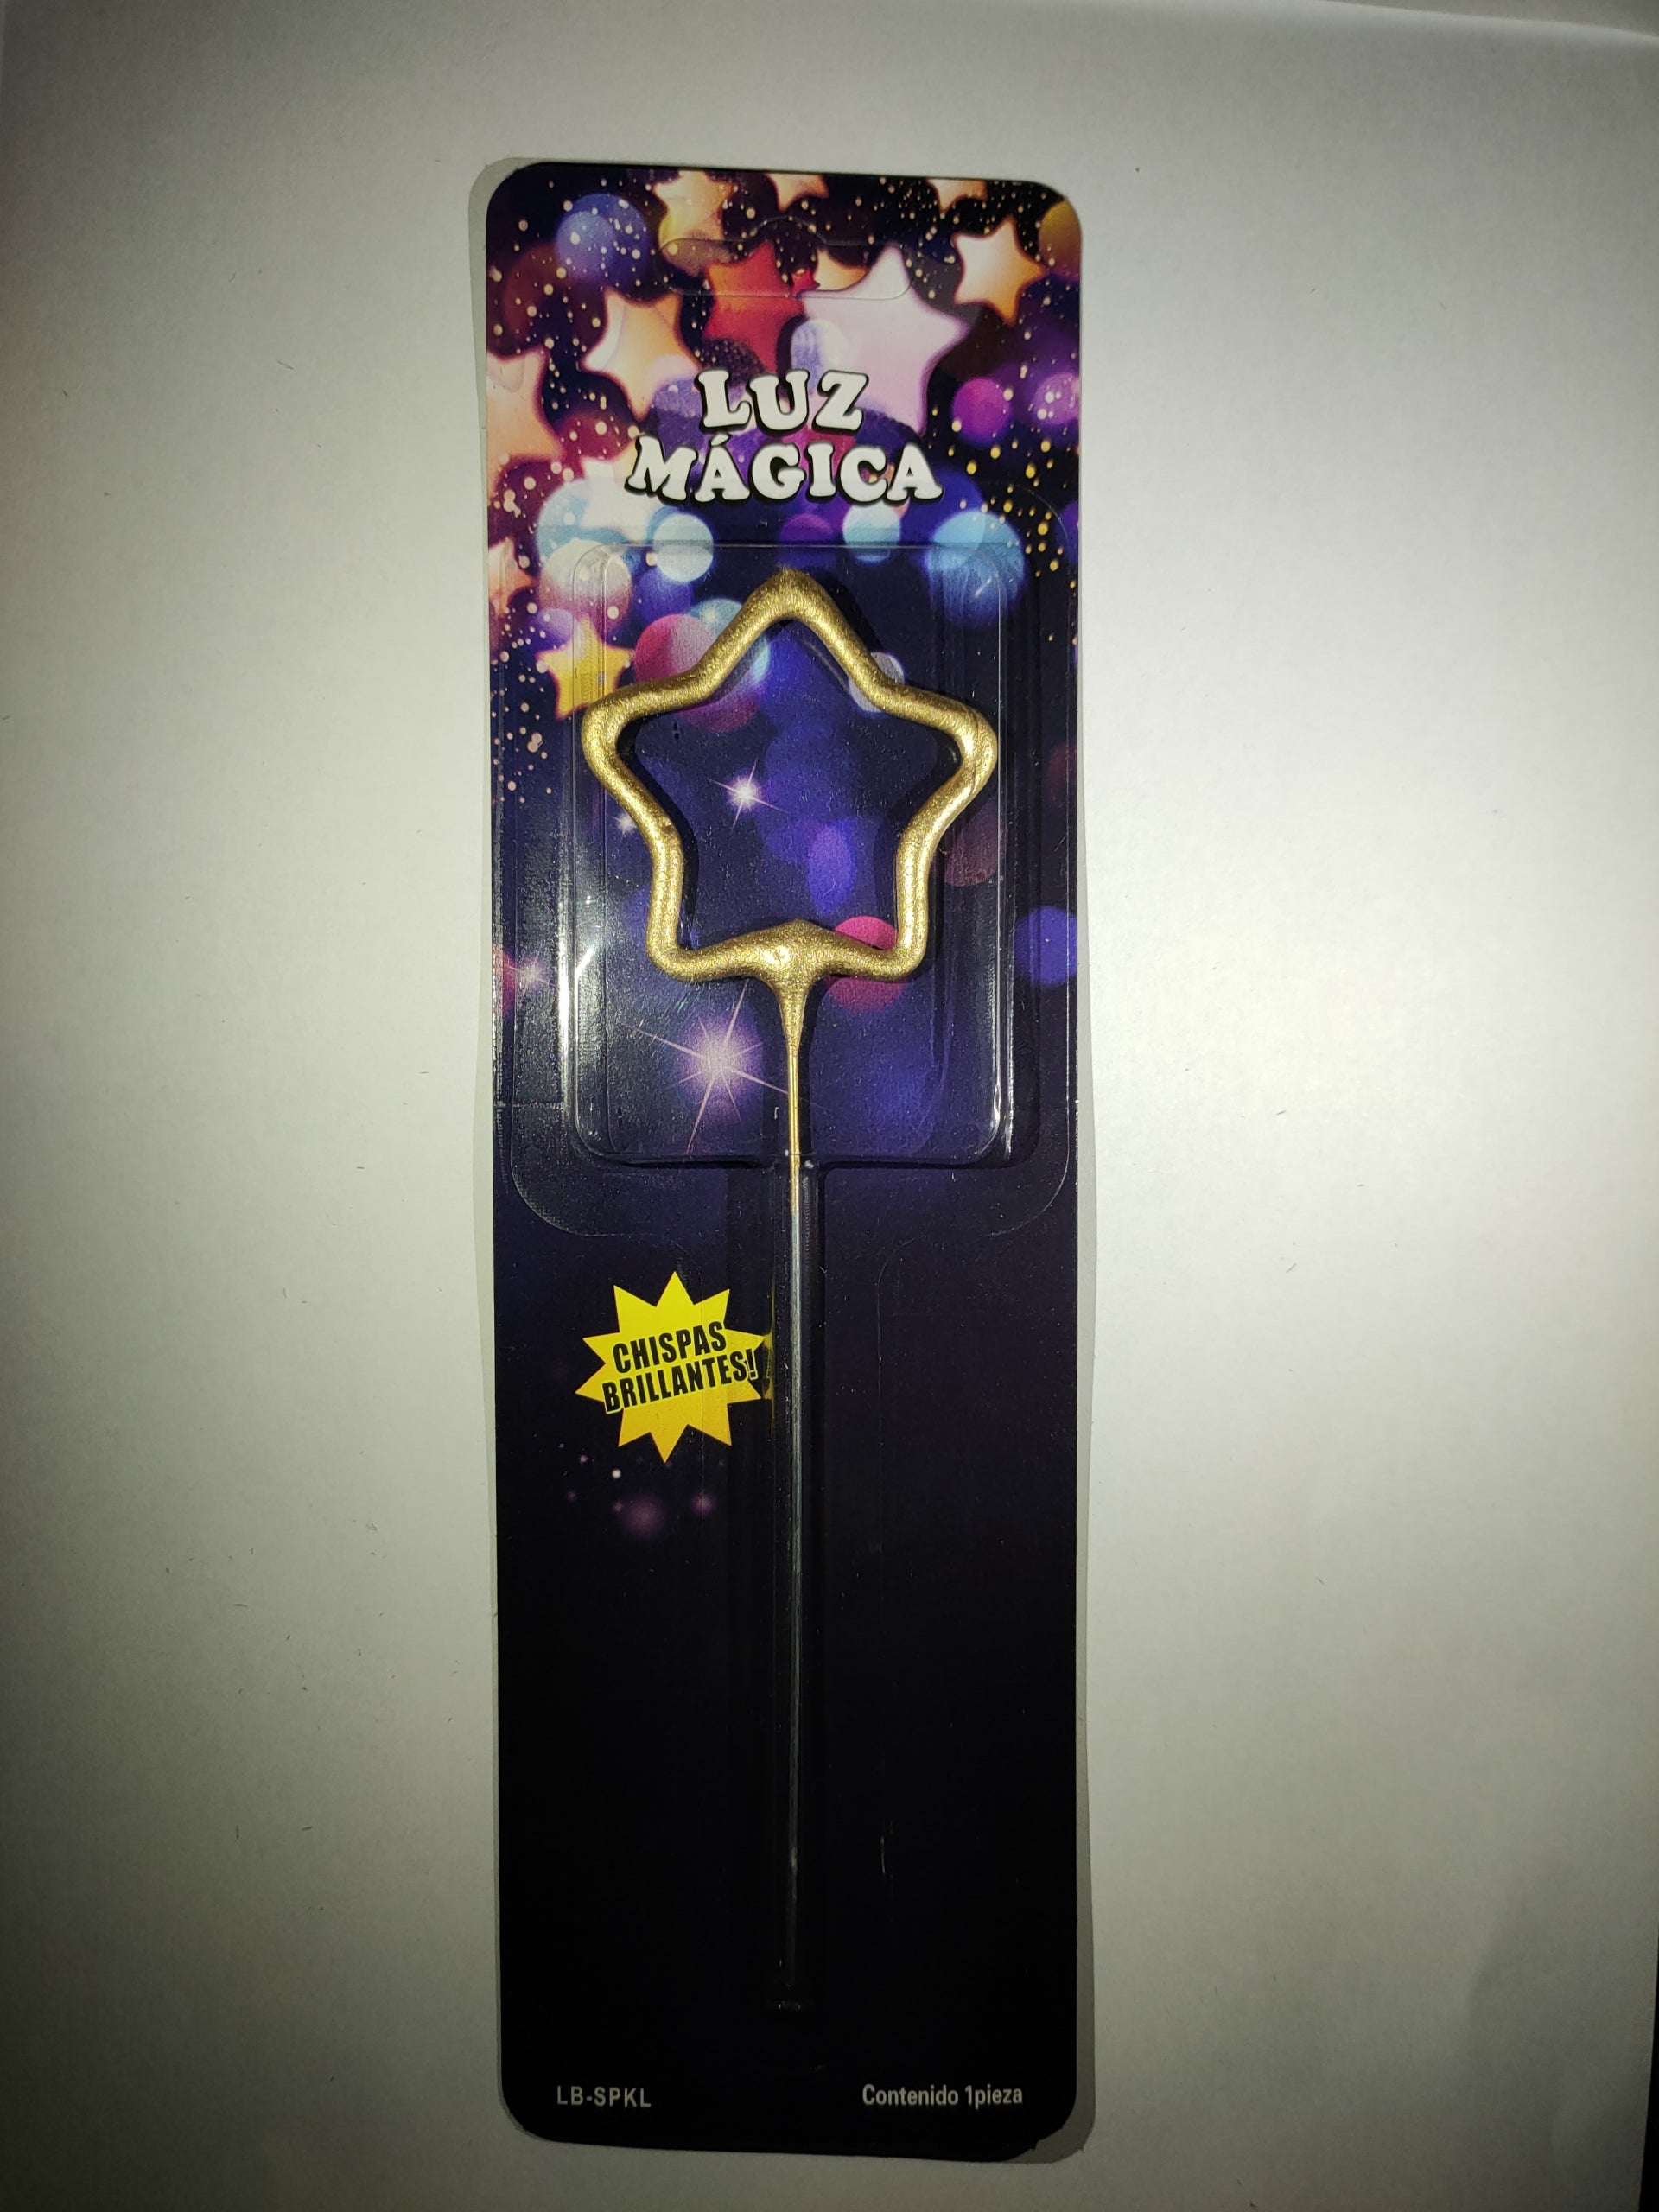 LUZ
MÁGICA
CHISPAS
BRILLANTES!
LB-SPKL
Contenido 1pieza